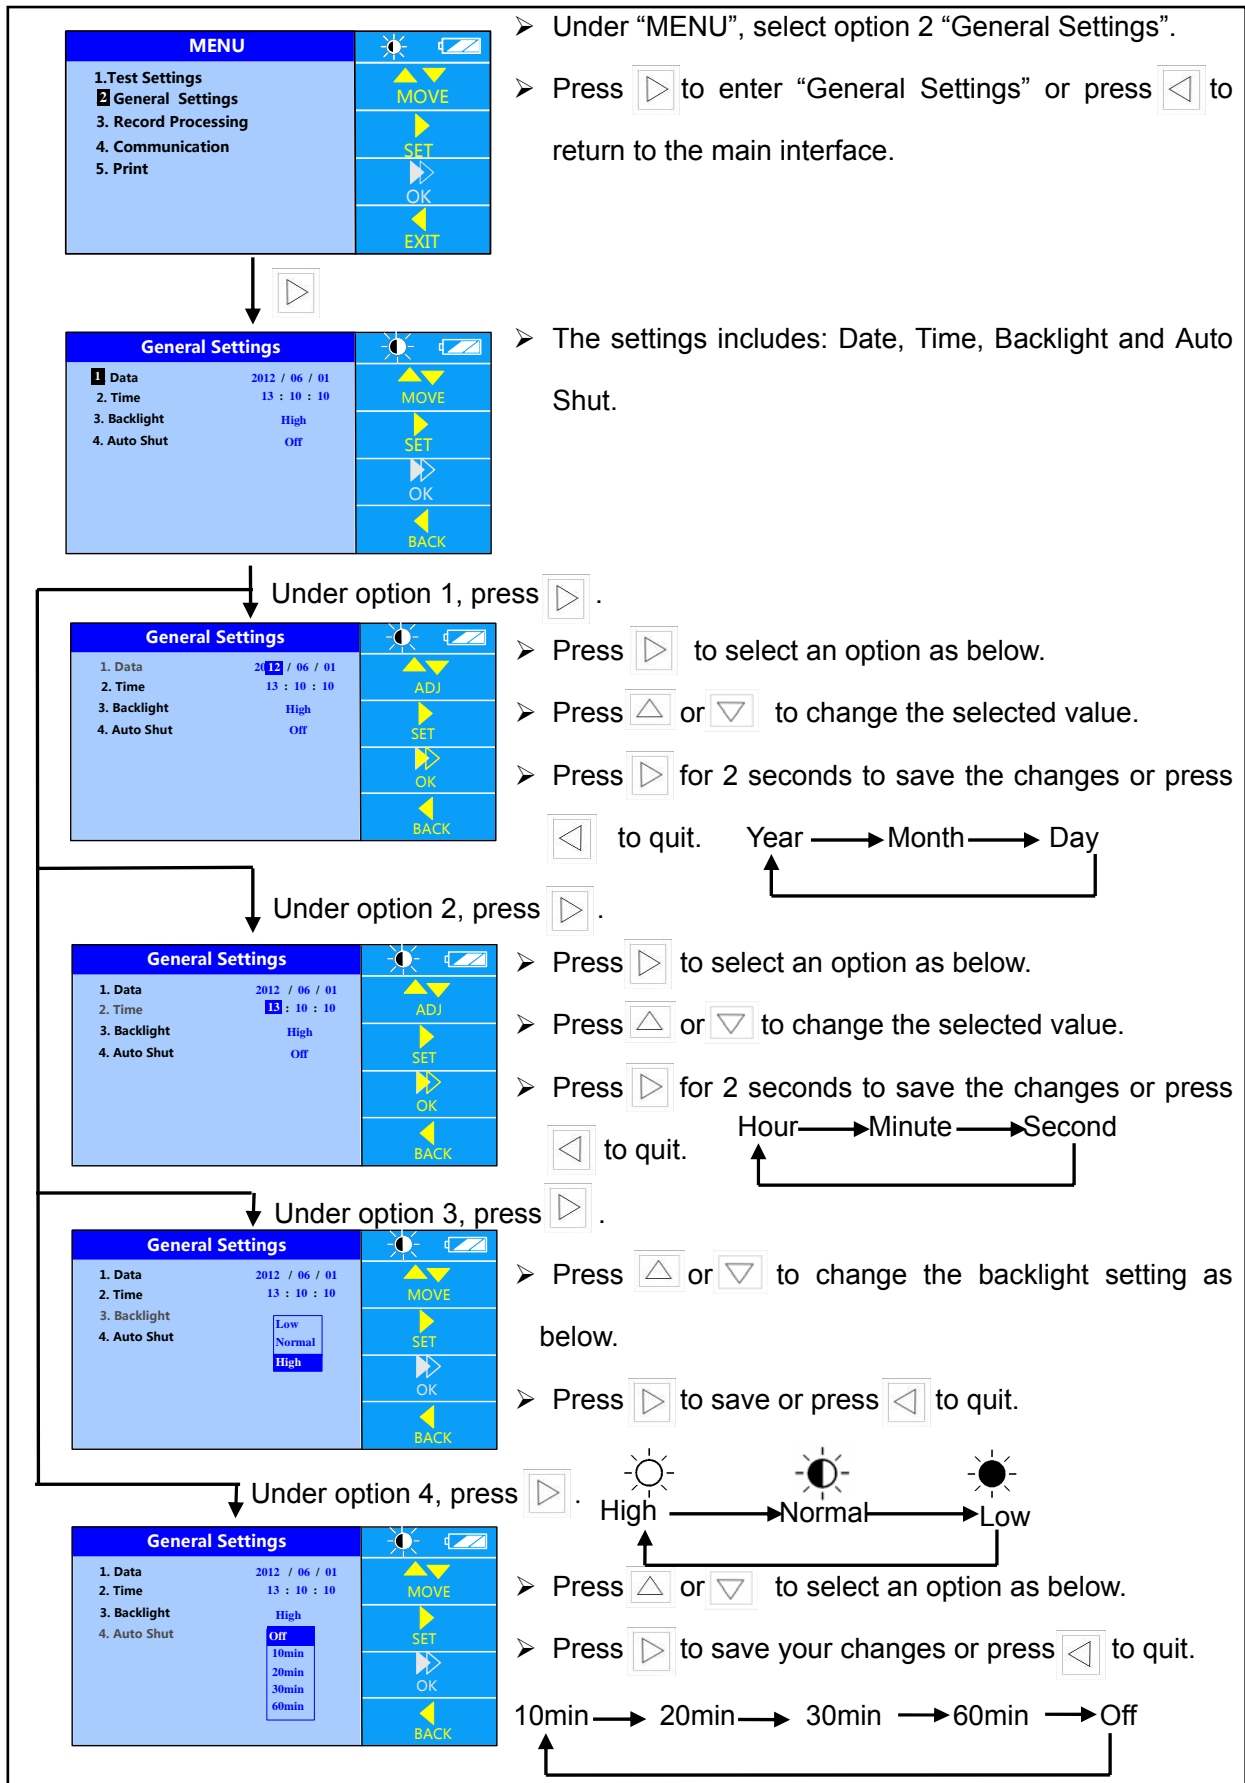 MENU
1.Test Settings
2 General Settings
3. Record Processing
4. Communication
5. Print
MOVE
SET
OK
EXIT
➢ Under “MENU”, select option 2 “General Settings”.
➢ Press to enter “General Settings” or press to
return to the main interface.
General Settings
1 Data 2012 / 06 / 01
2. Time 13 : 10 : 10
3. Backlight High
4. Auto Shut Off
MOVE
SET
OK
BACK
➢ The settings includes: Date, Time, Backlight and Auto
Shut.
Under option 1, press .
General Settings
1. Data 2012 / 06 / 01
2. Time 13 : 10 : 10
3. Backlight High
4. Auto Shut Off
ADJ
SET
OK
BACK
➢ Press to select an option as below.
➢ Press or to change the selected value.
➢ Press for 2 seconds to save the changes or press
to quit. Year Month Day
Under option 2, press .
General Settings
1. Data 2012 / 06 / 01
2. Time 13 : 10 : 10
3. Backlight High
4. Auto Shut Off
ADJ
SET
OK
BACK
➢ Press to select an option as below.
➢ Press or to change the selected value.
➢ Press for 2 seconds to save the changes or press
to quit. Hour Minute Second
Under option 3, press .
General Settings
1. Data 2012 / 06 / 01
2. Time 13 : 10 : 10
3. Backlight
4. Auto Shut
Low
Normal
High
MOVE
SET
OK
BACK
➢ Press or to change the backlight setting as
below.
➢ Press to save or press to quit.
High Normal Low
Under option 4, press .
General Settings
1. Data 2012 / 06 / 01
2. Time 13 : 10 : 10
3. Backlight High
4. Auto Shut
Off
10min
20min
30min
60min
MOVE
SET
OK
BACK
➢ Press or to select an option as below.
➢ Press to save your changes or press to quit.
10min 20min 30min 60min Off